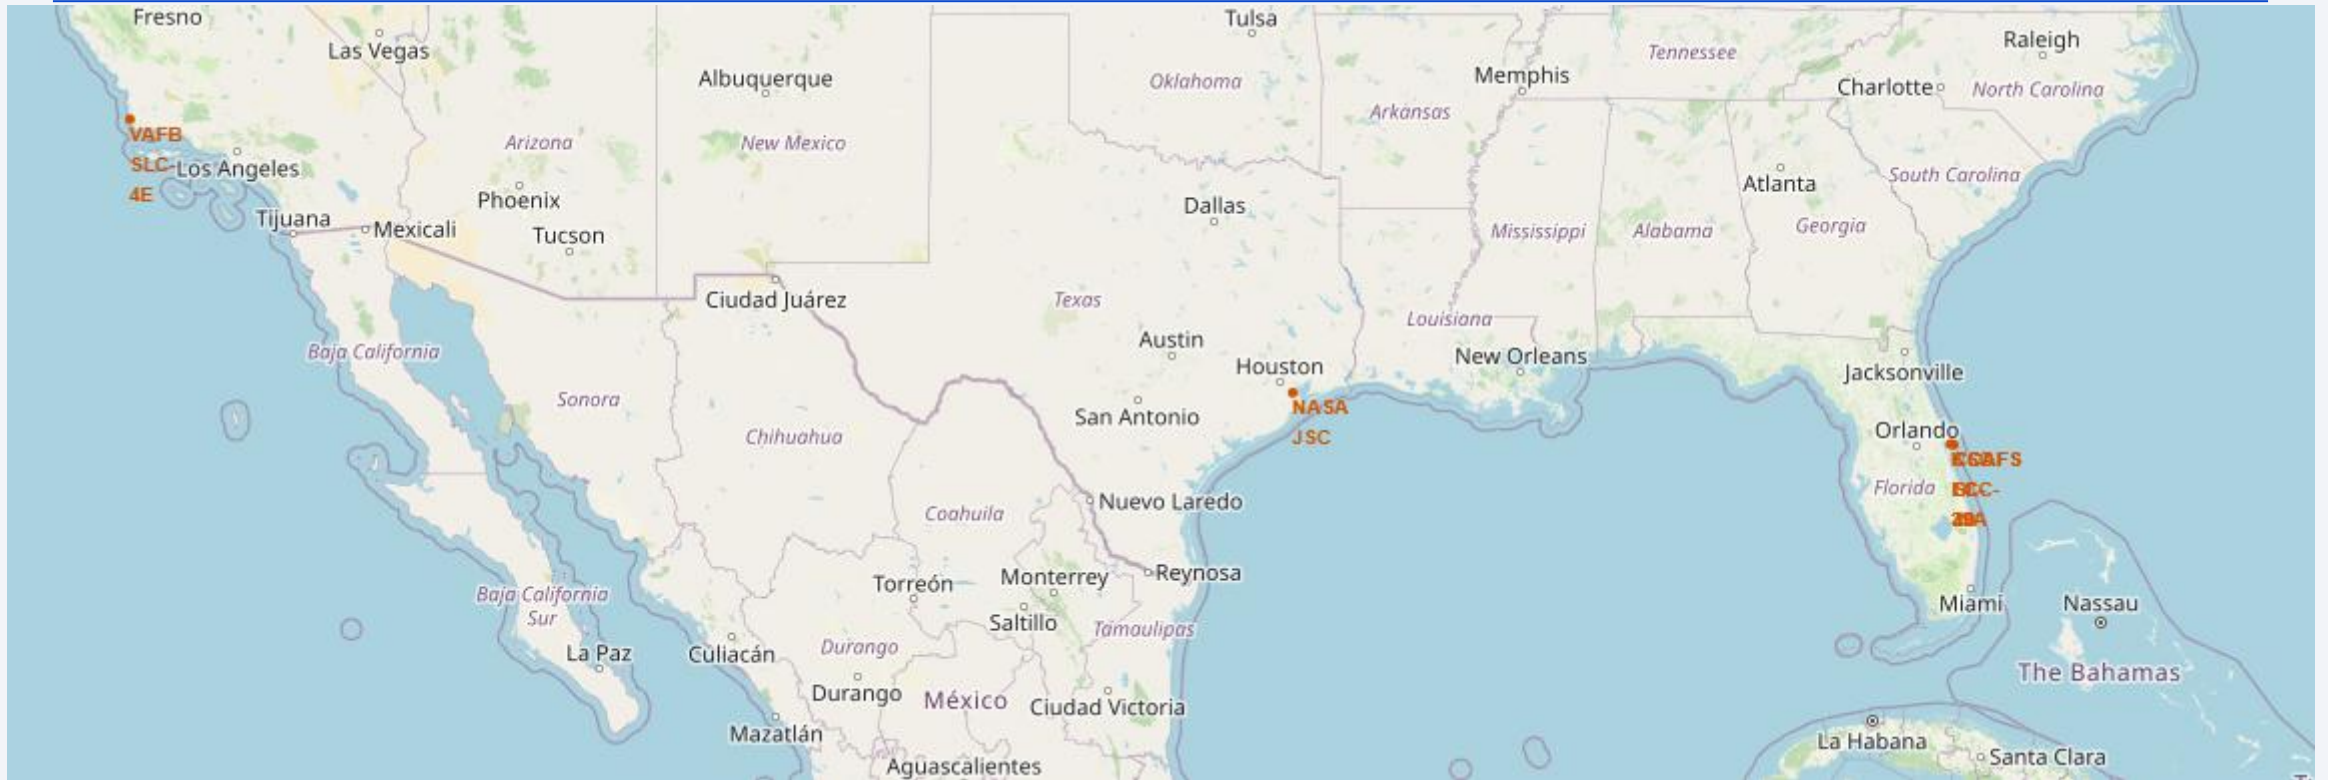 Fresno
Tulsa
Las Vegas
Raleigh
Tennessee
Albuquerque
Oklahoma
Memphis
Charlotte
North Carolina
Arkansas
VAFB
SLC-
4E
Arizona
New Mexico
Los Angeles
Atlanta
South Carolina
Phoenix
Dallas
Tijuana
Mexicali
Tucson
Mississippi
Alabama
Georgia
Ciudad Juárez
Texas
Louisiana
Austin
Baja California
Houston
New Orleans
Jacksonville
Sonora
NASA
JSC
San Antonio
Chihuahua
Orlando
Florida
Nuevo Laredo
Coahuila
Torreón
Monterrey
Reynosa
Baja California
Sur
Saltillo
Tamaulipas
Miami
Nassau
La Paz
Culiacán
Durango
The Bahamas
Durango
México
Ciudad Victoria
Mazatlán
La Habana
Santa Clara
Aguascalientes